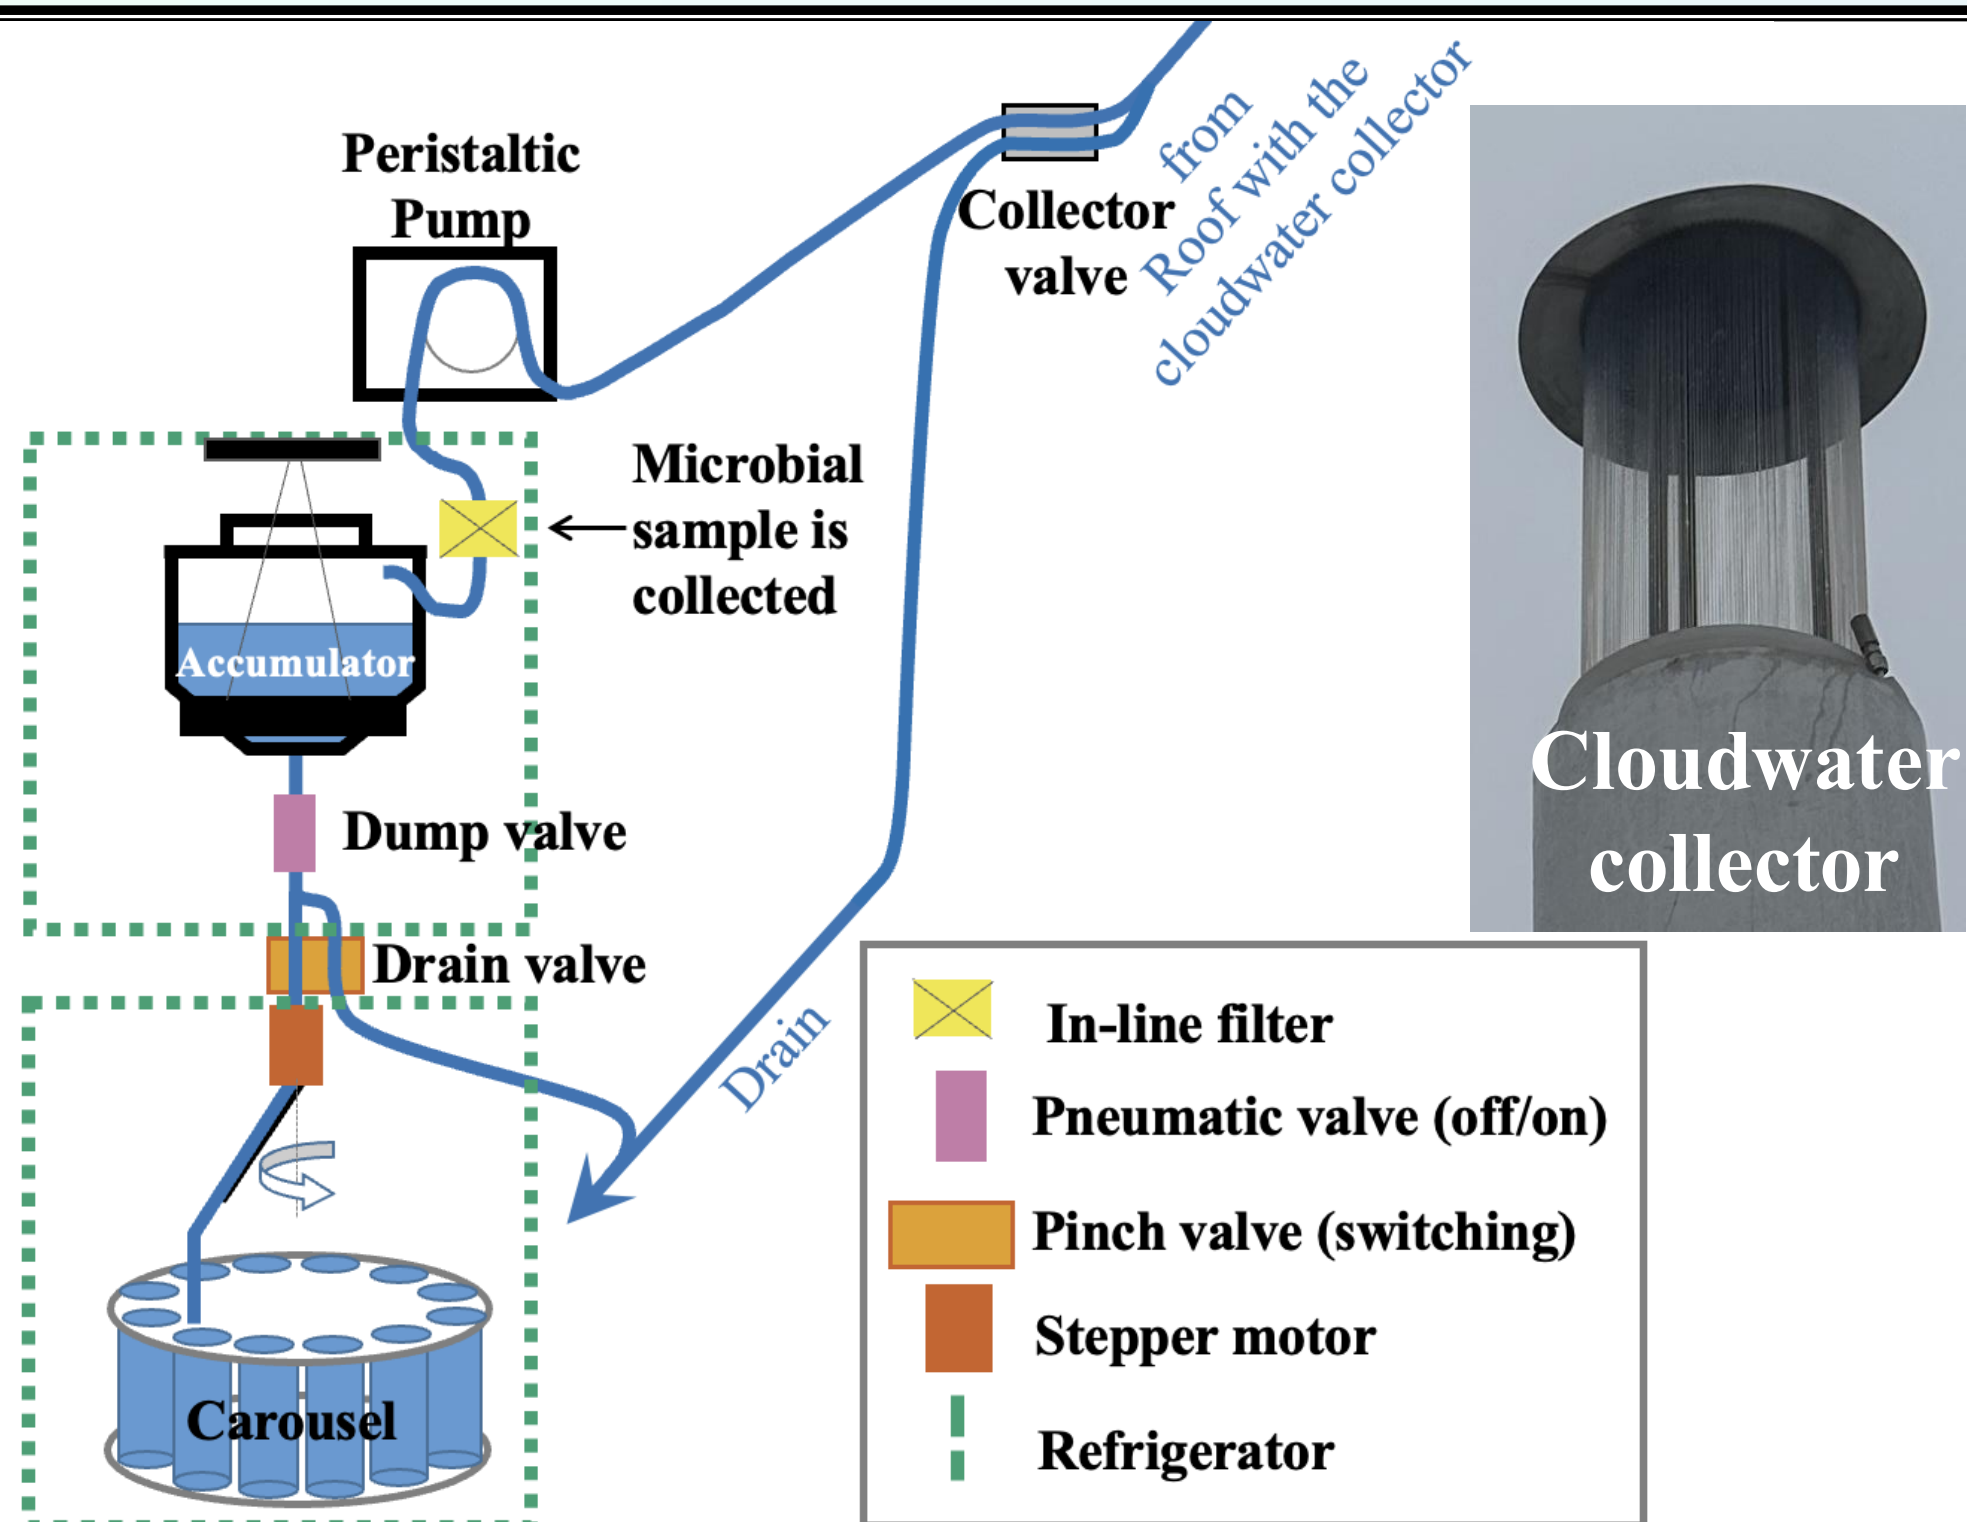 Peristaltic
Pump
Collector
valve
from
Roof with the
cloudwater collector
Microbial
sample is
collected
Accumulator
Dump valve
Drain valve
Drain
Carousel
Cloudwater
collector
In-line filter
Pneumatic valve (off/on)
Pinch valve (switching)
Stepper motor
Refrigerator